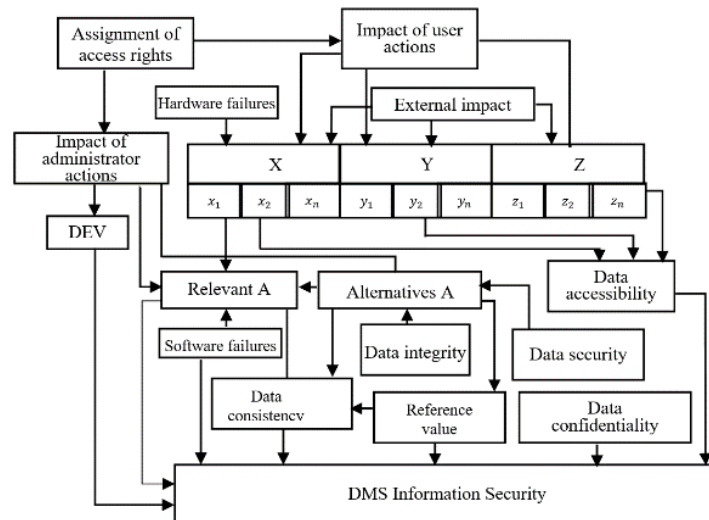 Assignment of
access rights
Impact of user
actions
Hardware failures
External impact
Impact of
administrator
actions
X Y Z
x₁ x₂ xₙ y₁ y₂ yₙ z₁ z₂ zₙ
DEV
Relevant A
Alternatives A
Data
accessibility
Software failures
Data integrity
Data security
Data
consistency
Reference
value
Data
confidentiality
DMS Information Security